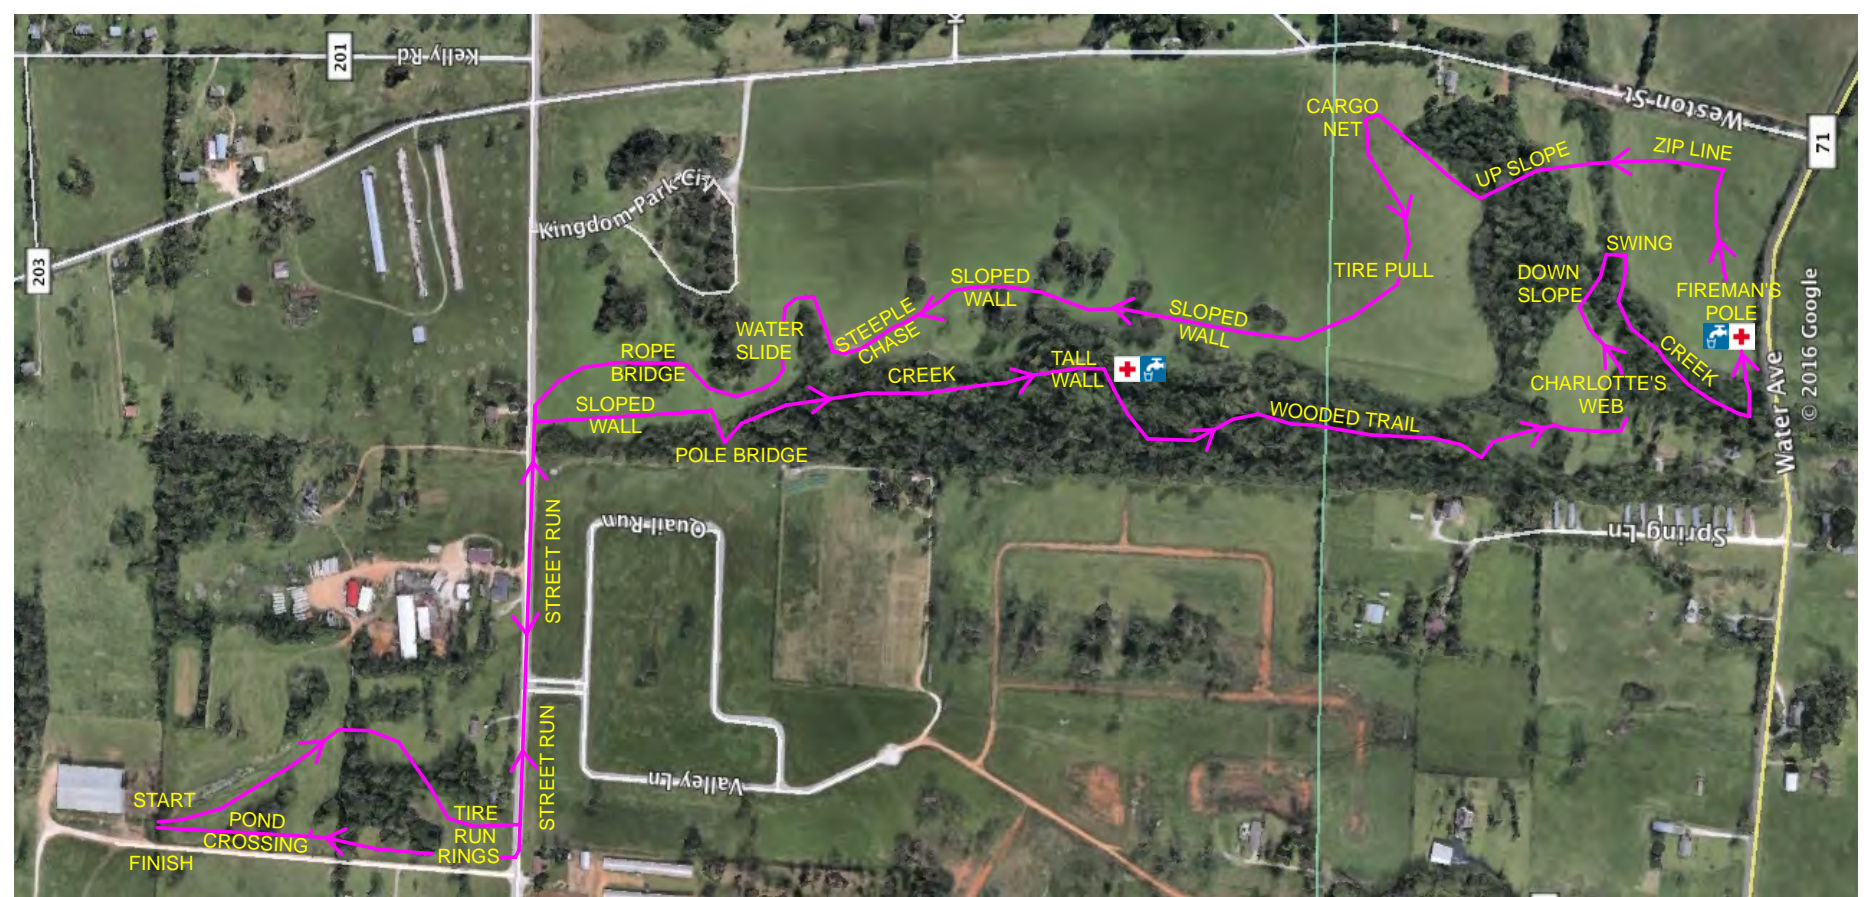 K
201
Kelly Rd
Weston St
71
CARGO
NET
ZIP LINE
UP SLOPE
Kingdom Park Cir
203
SWING
TIRE PULL
DOWN
SLOPE
SLOPED
WALL
FIREMAN'S
POLE
STEEPLE
CHASE
SLOPED
WALL
WATER
SLIDE
ROPE
BRIDGE
TALL
WALL
CREEK
CREEK
CHARLOTTE'S
WEB
© 2016 Google
SLOPED
WALL
WOODED TRAIL
POLE BRIDGE
Water Ave
STREET RUN
Quail Run
Spring Ln
STREET RUN
Valley Ln
START
POND
CROSSING
TIRE
RUN
RINGS
FINISH